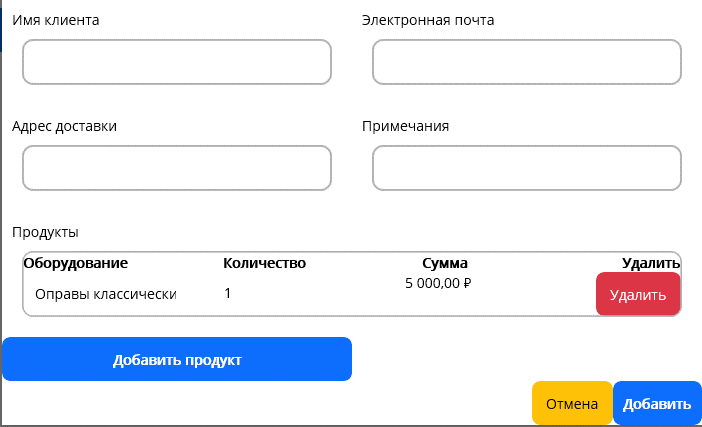 Имя клиента Электронная почта
Адрес доставки Примечания
Продукты
Оборудование Количество Сумма Удалить
Оправы классически 1 5 000,00 ₽ Удалить
Добавить продукт
Отмена Добавить